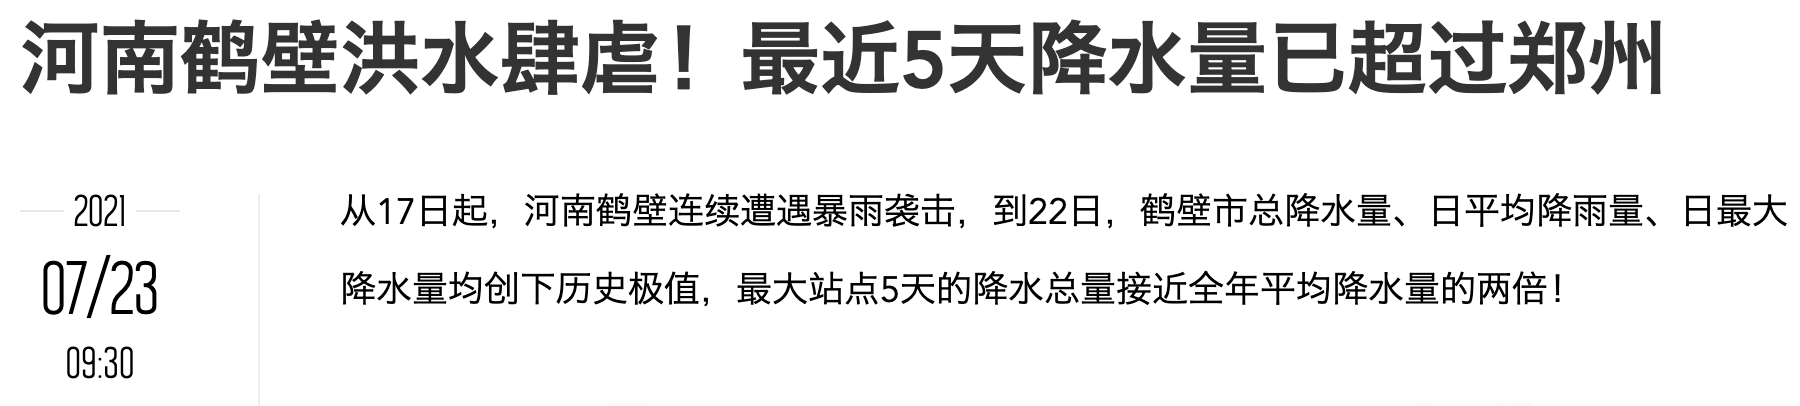 河南鹤壁洪水肆虐！最近5天降水量已超过郑州
2021
07/23
09:30
从17日起，河南鹤壁连续遭遇暴雨袭击，到22日，鹤壁市总降水量、日平均降雨量、日最大
降水量均创下历史极值，最大站点5天的降水总量接近全年平均降水量的两倍！